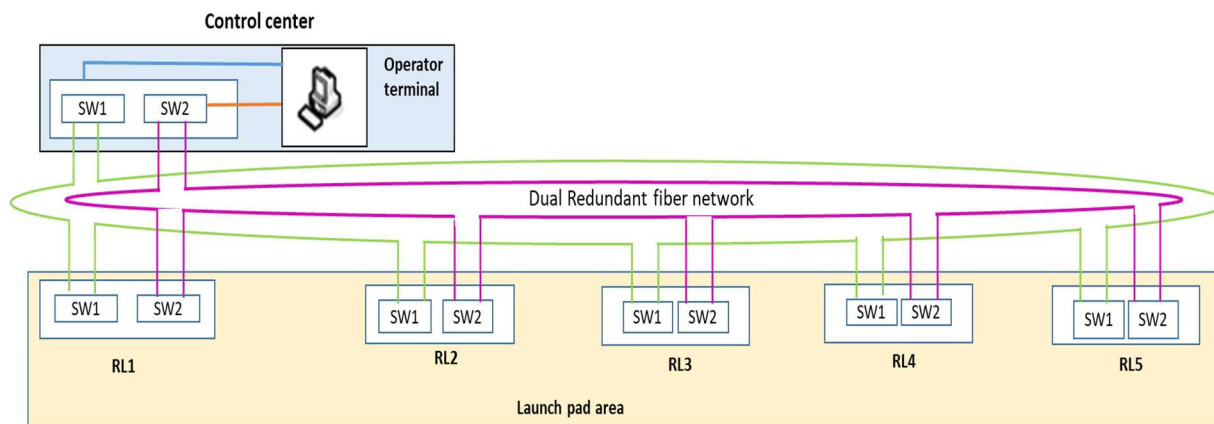 Control center
Operator
terminal
SW1
SW2
Dual Redundant fiber network
SW1
SW2
SW1
SW2
SW1
SW2
SW1
SW2
SW1
SW2
RL1
RL2
RL3
RL4
RL5
Launch pad area